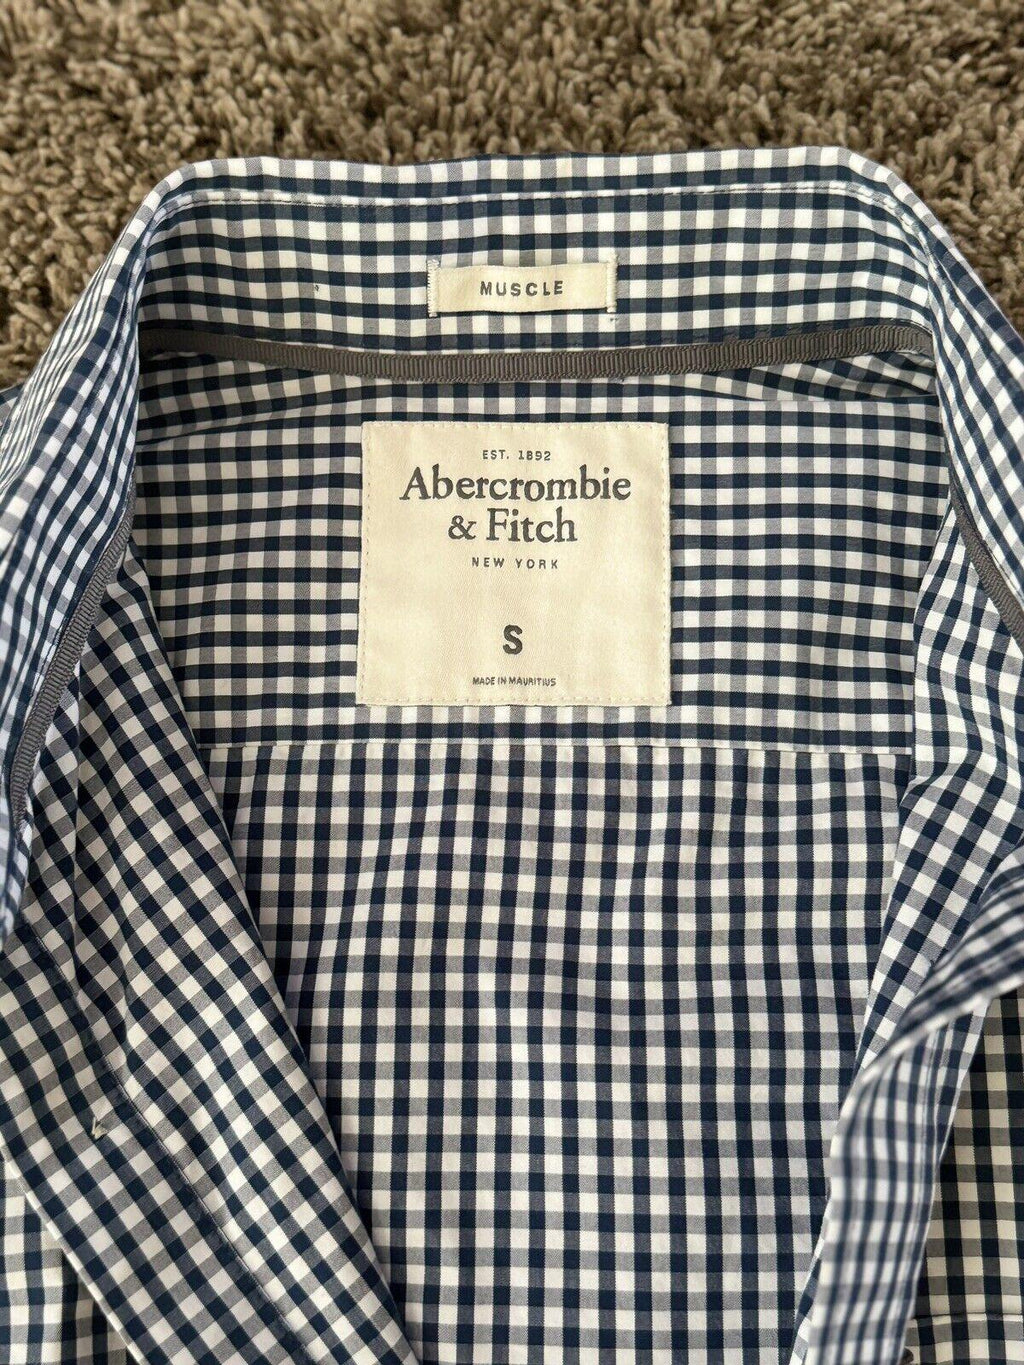 MUSCLE
EST. 1892
Abercrombie
& Fitch
NEW YORK
S
MADE IN MAURITIUS